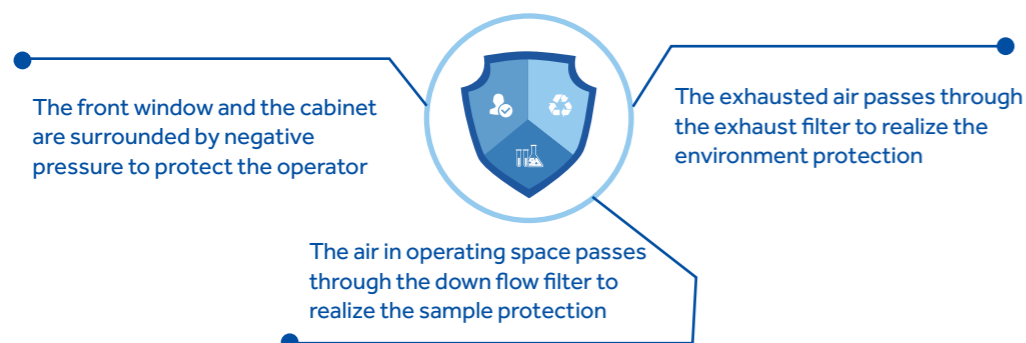 The front window and the cabinet
are surrounded by negative
pressure to protect the operator
The exhausted air passes through
the exhaust filter to realize the
environment protection
The air in operating space passes
through the down flow filter to
realize the sample protection